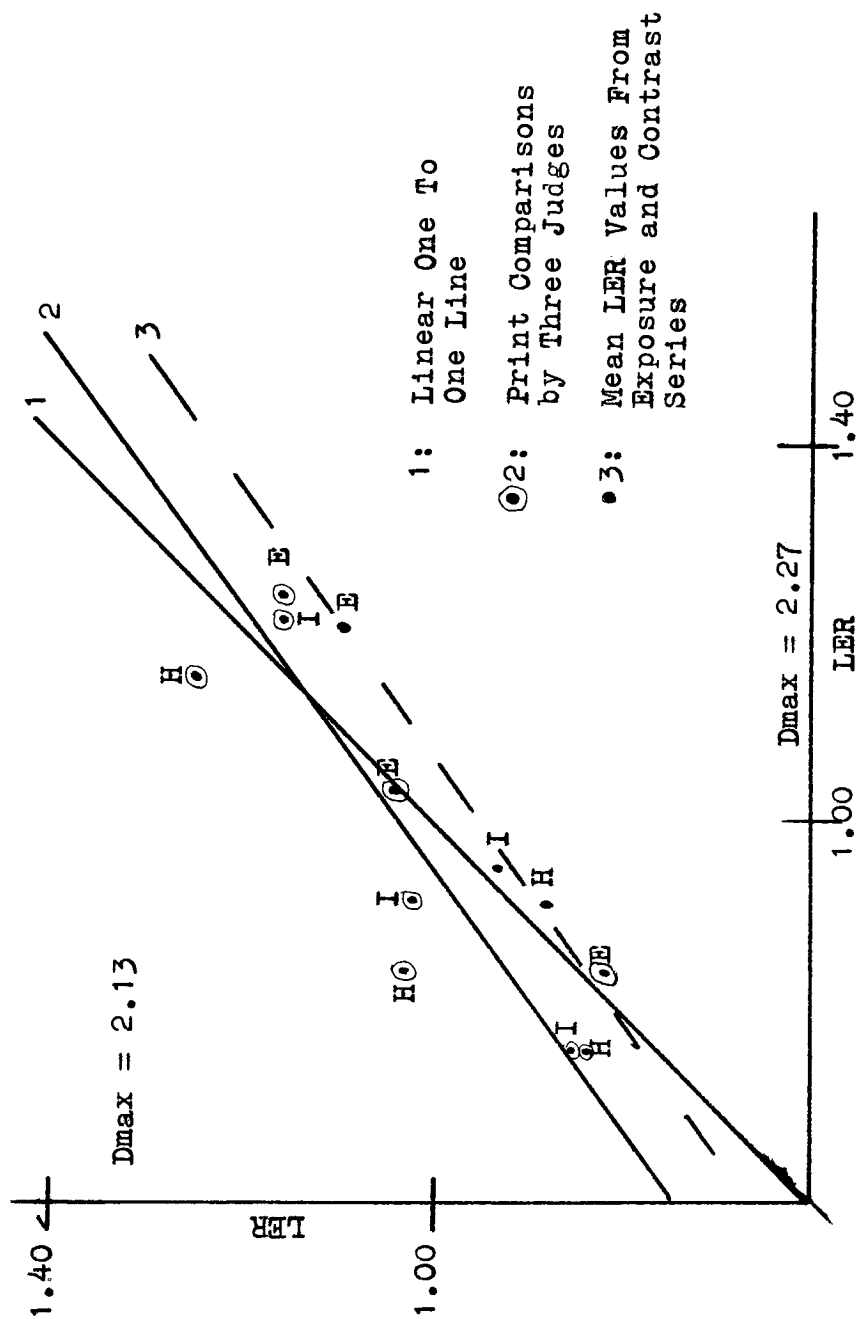 1.40
1.00
LER
Dmax = 2.13
1
2
3
H
E
I
E
E
H
I
I
H
E
I
H
1: Linear One To
One Line
2: Print Comparisons
by Three Judges
3: Mean LER Values From
Exposure and Contrast
Series
Dmax = 2.27
1.00
LER
1.40